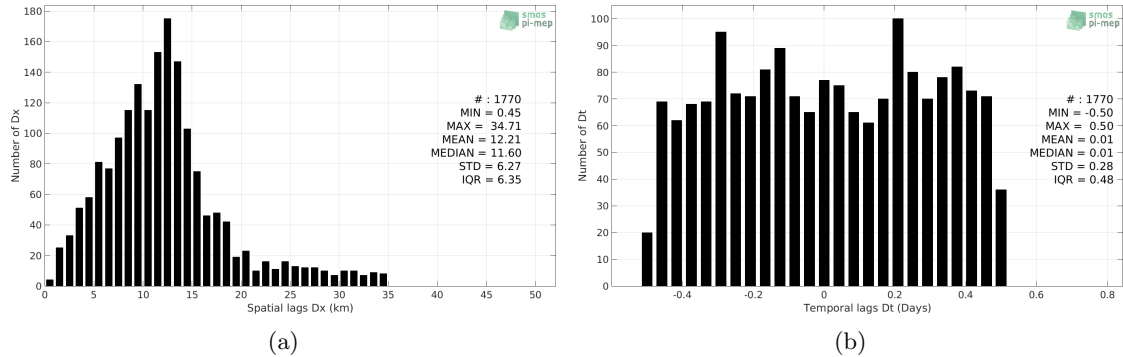 180
160
140
120
100
80
60
40
20
0
Number of Dx
0 5 10 15 20 25 30 35 40 45 50
Spatial lags Dx (km)
smos
pi-mep
# : 1770
MIN = 0.45
MAX = 34.71
MEAN = 12.21
MEDIAN = 11.60
STD = 6.27
IQR = 6.35
(a)
100
90
80
70
60
50
40
30
20
10
0
Number of Dt
-0.4 -0.2 0 0.2 0.4 0.6 0.8
Temporal lags Dt (Days)
smos
pi-mep
# : 1770
MIN = -0.50
MAX = 0.50
MEAN = 0.01
MEDIAN = 0.01
STD = 0.28
IQR = 0.48
(b)